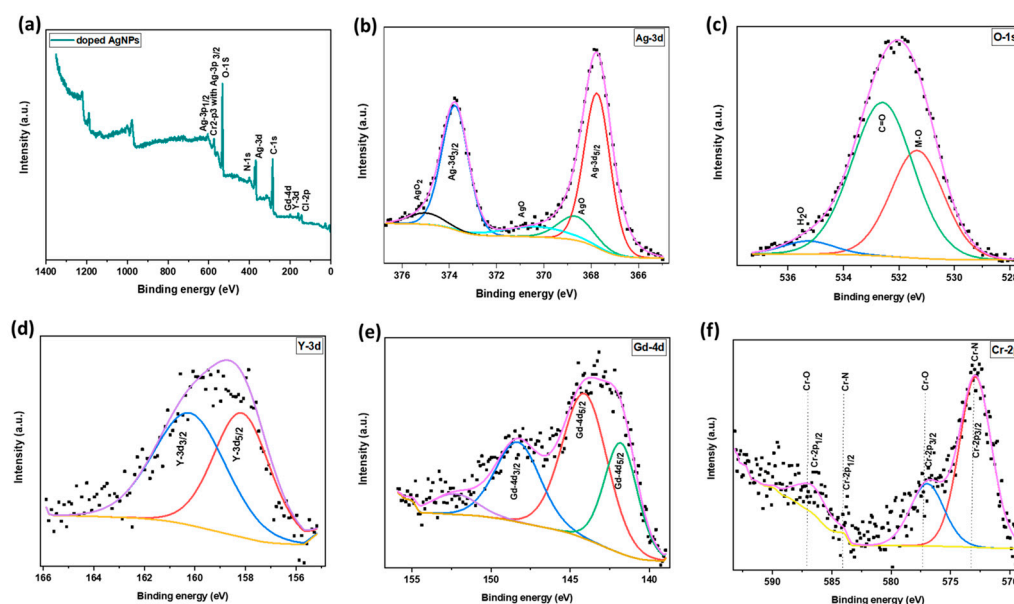 (a)
doped AgNPs
Ag-3p1/2
Cr2-p3 with Ag-3p 3/2
O-1S
N-1s
Ag-3d
C-1s
Gd-4d
Y-3d
Cl-2p
Intensity (a.u.)
1400 1200 1000 800 600 400 200 0
Binding energy (eV)
(b)
Ag-3d
AgO2
Ag-3d3/2
AgO
AgO
Ag-3d5/2
Intensity (a.u.)
376 374 372 370 368 366
Binding energy (eV)
(c)
O-1s
H2O
C=O
M-O
Intensity (a.u.)
536 534 532 530 528
Binding energy (eV)
(d)
Y-3d
Y-3d3/2
Y-3d5/2
Intensity (a.u.)
166 164 162 160 158 156
Binding energy (eV)
(e)
Gd-4d
Gd-4d3/2
Gd-4d5/2
Gd-4d5/2
Intensity (a.u.)
155 150 145 140
Binding energy (eV)
(f)
Cr-2
Cr-O
Cr-N
Cr-O
Cr-N
Cr-2p1/2
Cr-2p1/2
Cr-2p3/2
Cr-2p3/2
Intensiy (a.u.)
590 585 580 575 570
Binding energy (eV)